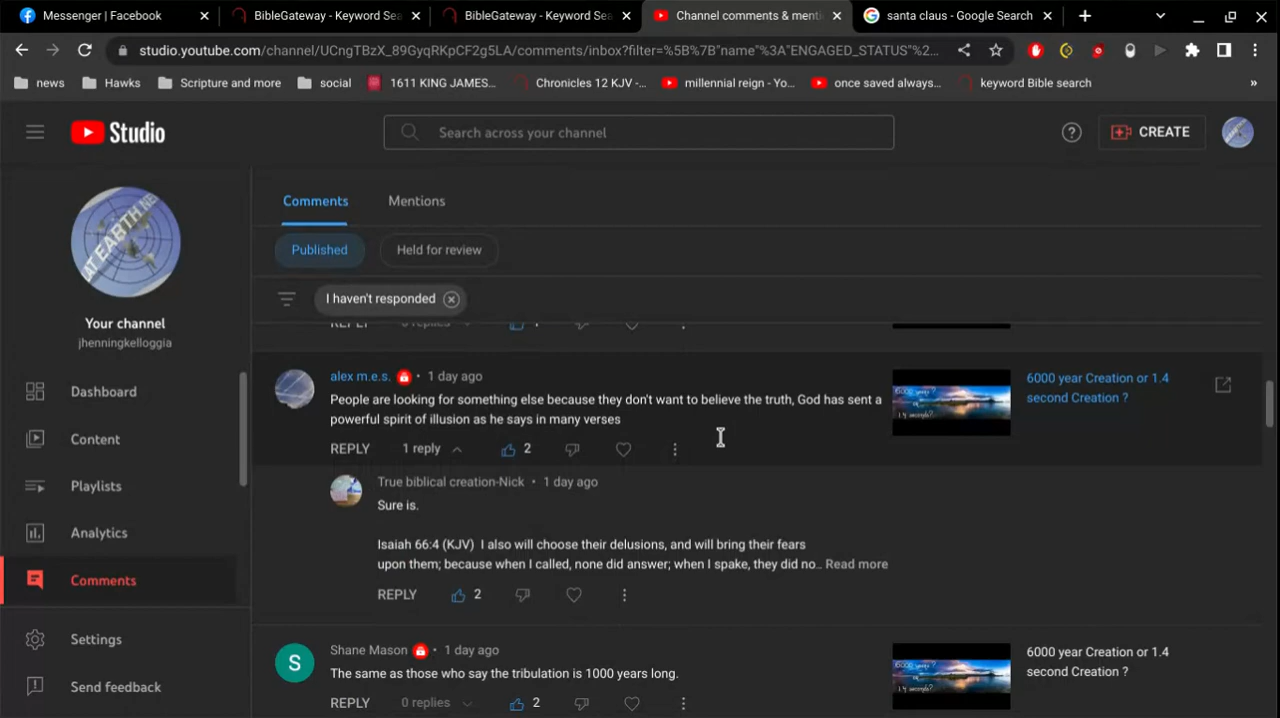 Messenger | Facebook
BibleGateway - Keyword Sea
BibleGateway - Keyword Sea
Channel comments & menti
santa claus - Google Search
studio.youtube.com/channel/UCngTBzX_89GyqRKpCF2g5LA/comments/inbox?filter=%5B%7B"name"%3A"ENGAGED_STATUS"%2...
news
Hawks
Scripture and more
social
1611 KING JAMES...
Chronicles 12 KJV -...
millennial reign - Yo...
once saved always...
keyword Bible search
»
Studio
Search across your channel
CREATE
Comments
Mentions
Published
Held for review
I haven't responded
AT EARTH NE
Your channel
jhenningkelloggia
Dashboard
Content
Playlists
Analytics
Comments
Settings
Send feedback
REPLY 0 replies
alex m.e.s. • 1 day ago
People are looking for something else because they don't want to believe the truth, God has sent a
powerful spirit of illusion as he says in many verses
REPLY 1 reply 2
6000 year Creation or 1.4
second Creation ?
True biblical creation-Nick • 1 day ago
Sure is.
Isaiah 66:4 (KJV) I also will choose their delusions, and will bring their fears
upon them; because when I called, none did answer; when I spake, they did no... Read more
REPLY 2
S
Shane Mason • 1 day ago
The same as those who say the tribulation is 1000 years long.
REPLY 0 replies 2
6000 year Creation or 1.4
second Creation ?